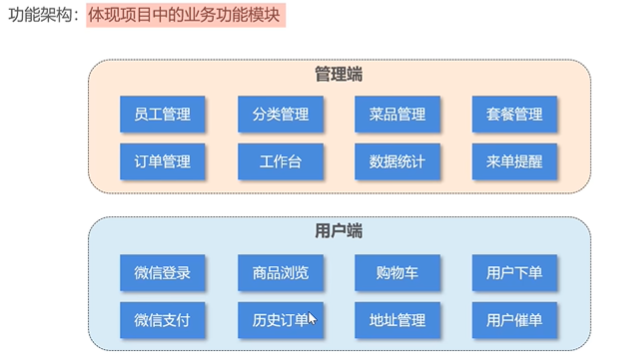 功能架构：体现项目中的业务功能模块
管理端
员工管理 分类管理 菜品管理 套餐管理
订单管理 工作台 数据统计 来单提醒
用户端
微信登录 商品浏览 购物车 用户下单
微信支付 历史订单 地址管理 用户催单